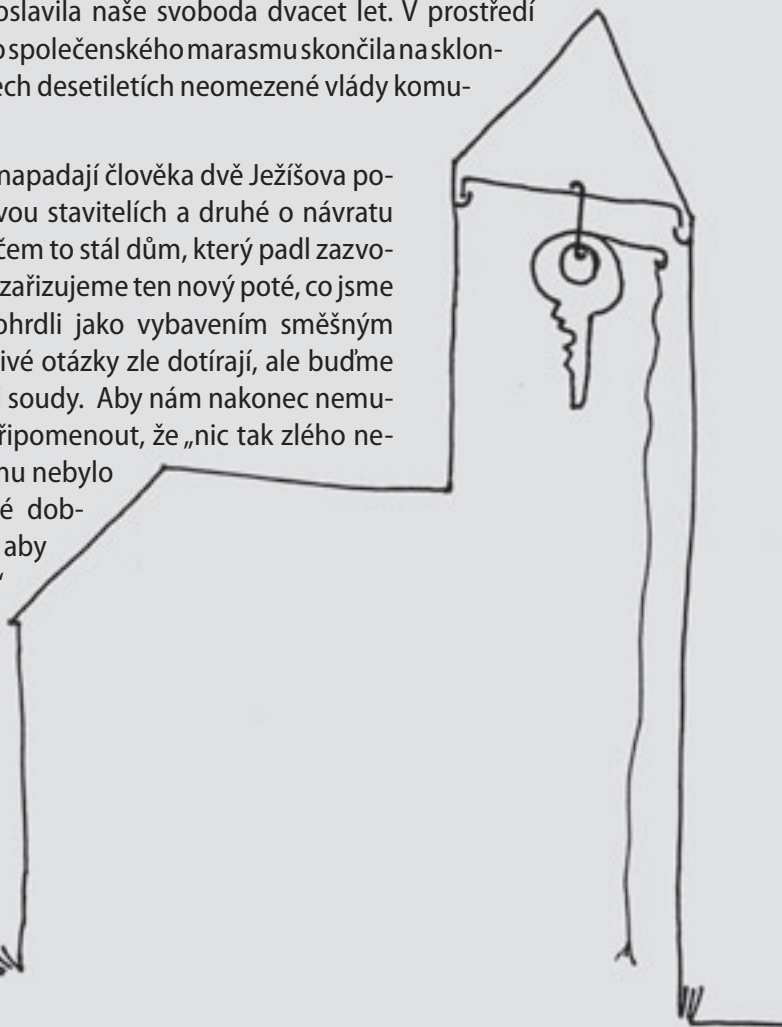 oslavila naše svoboda dvacet let. V prostředí
společenského marasmu skončila na sklon-
ech desetiletích neomezené vlády komu-
napadají člověka dvě Ježíšova po-
vou stavitelích a druhé o návratu
čem to stál dům, který padl zazvo-
zařizujeme ten nový poté, co jsme
ohrdli jako vybavením směšným
ivé otázky zle dotírají, ale buďme
i soudy. Aby nám nakonec nemu-
řipomenout, že „nic tak zlého ne-
nu nebylo
é dob-
aby
“